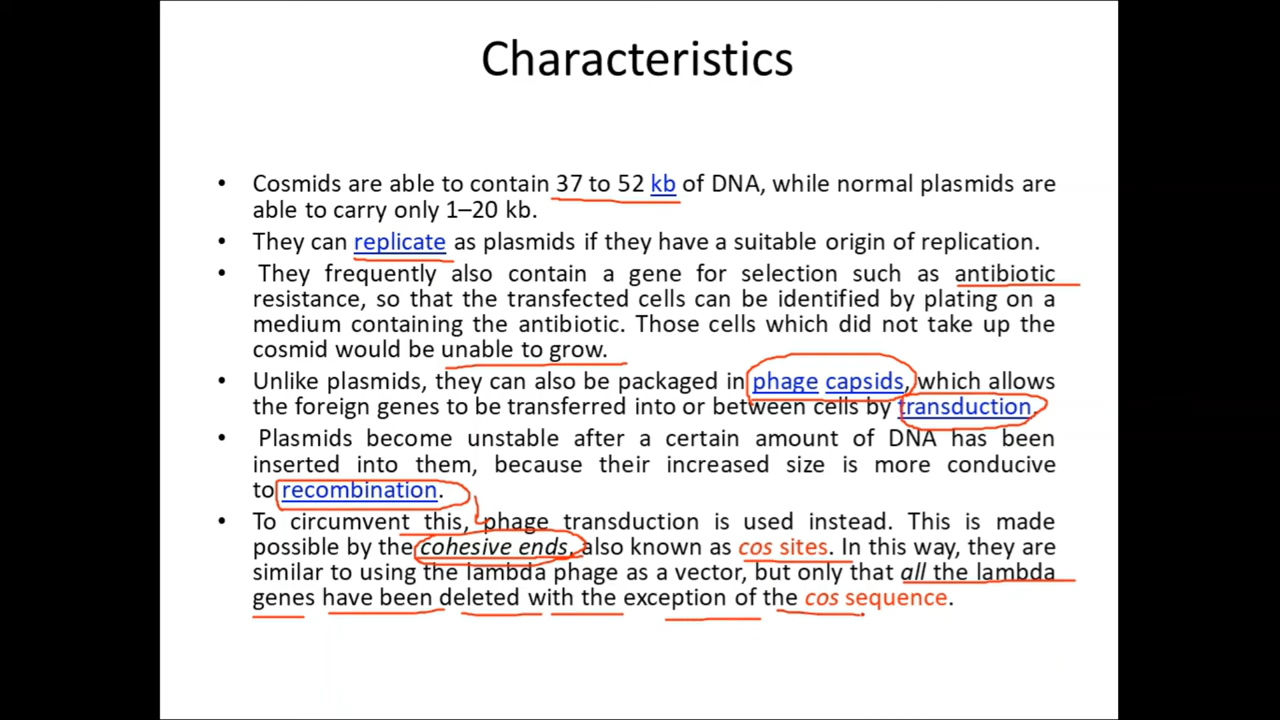 Characteristics
• Cosmids are able to contain 37 to 52 kb of DNA, while normal plasmids are
able to carry only 1–20 kb.
• They can replicate as plasmids if they have a suitable origin of replication.
• They frequently also contain a gene for selection such as antibiotic
resistance, so that the transfected cells can be identified by plating on a
medium containing the antibiotic. Those cells which did not take up the
cosmid would be unable to grow.
• Unlike plasmids, they can also be packaged in phage capsids, which allows
the foreign genes to be transferred into or between cells by transduction.
• Plasmids become unstable after a certain amount of DNA has been
inserted into them, because their increased size is more conducive
to recombination.
• To circumvent this, phage transduction is used instead. This is made
possible by the cohesive ends, also known as cos sites. In this way, they are
similar to using the lambda phage as a vector, but only that all the lambda
genes have been deleted with the exception of the cos sequence.